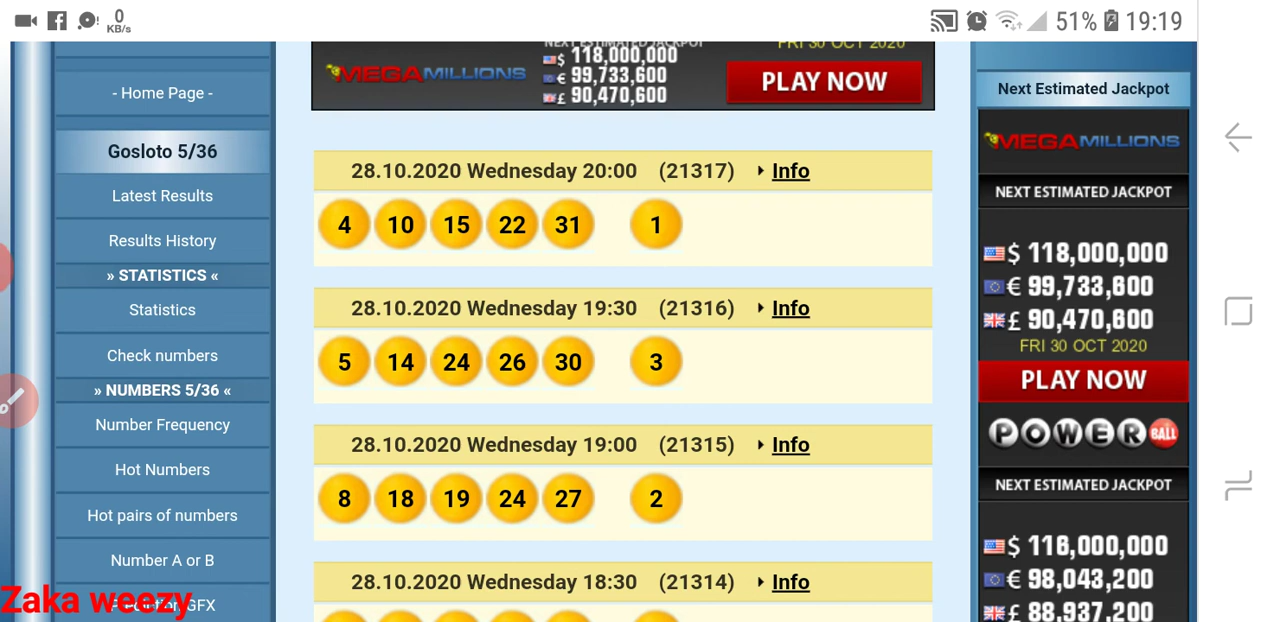 0
KB/s
51% 19:19
- Home Page -
Gosloto 5/36
Latest Results
Results History
» STATISTICS «
Statistics
Check numbers
» NUMBERS 5/36 «
Number Frequency
Hot Numbers
Hot pairs of numbers
Number A or B
GFX
Zaka weezy
NEXT ESTIMATED JACKPOT
MEGAMILLIONS
$ 118,000,000
€ 99,733,600
£ 90,470,600
FRI 30 OCT 2020
PLAY NOW
28.10.2020 Wednesday 20:00 (21317) Info
4 10 15 22 31 1
28.10.2020 Wednesday 19:30 (21316) Info
5 14 24 26 30 3
28.10.2020 Wednesday 19:00 (21315) Info
8 18 19 24 27 2
28.10.2020 Wednesday 18:30 (21314) Info
Next Estimated Jackpot
MEGAMILLIONS
NEXT ESTIMATED JACKPOT
$ 118,000,000
€ 99,733,600
£ 90,470,600
FRI 30 OCT 2020
PLAY NOW
POWER BALL
NEXT ESTIMATED JACKPOT
$ 116,000,000
€ 98,043,200
£ 88,937,200